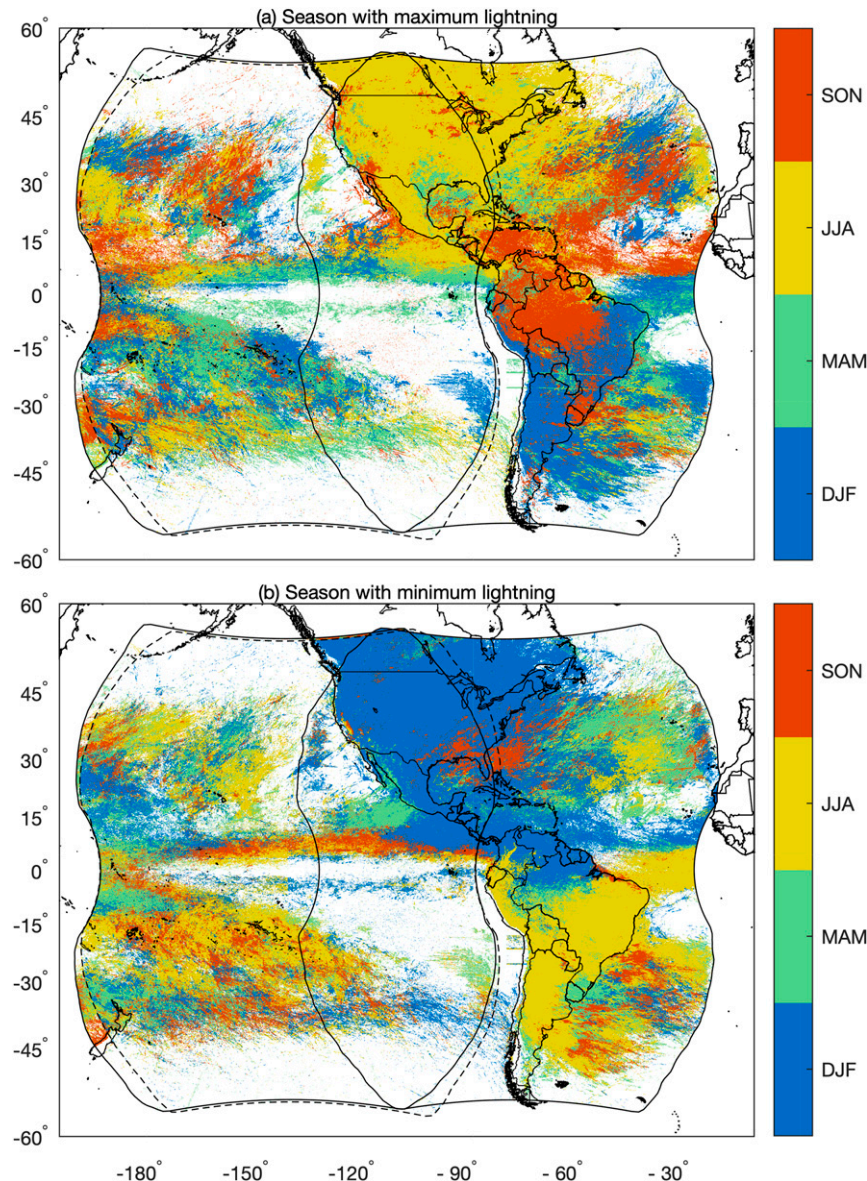 (a) Season with maximum lightning
60°
45°
30°
15°
0°
-15°
-30°
-45°
-60°
SON
JJA
MAM
DJF
(b) Season with minimum lightning
60°
45°
30°
15°
0°
-15°
-30°
-45°
-60°
SON
JJA
MAM
DJF
-180° -150° -120° - 90° - 60° - 30°